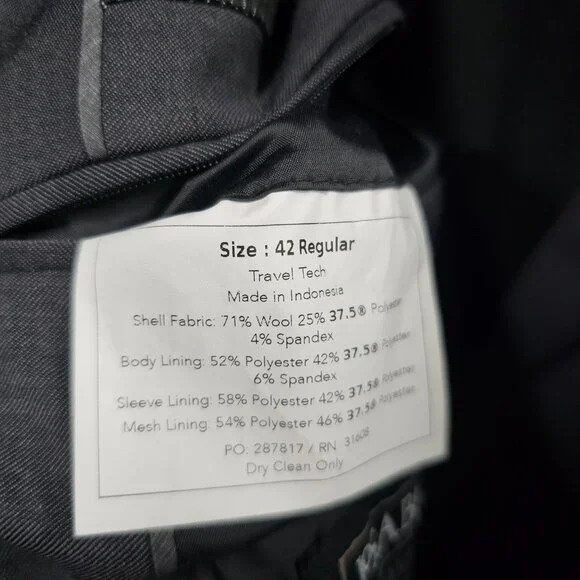 Size : 42 Regular
Travel Tech
Made in Indonesia
Shell Fabric: 71% Wool 25% 37.5® Polyester
4% Spandex
Body Lining: 52% Polyester 42% 37.5® Polyester
6% Spandex
Sleeve Lining: 58% Polyester 42% 37.5® Polyester
Mesh Lining: 54% Polyester 46% 37.5® Polyester
PO: 287817 / RN 31608
Dry Clean Only